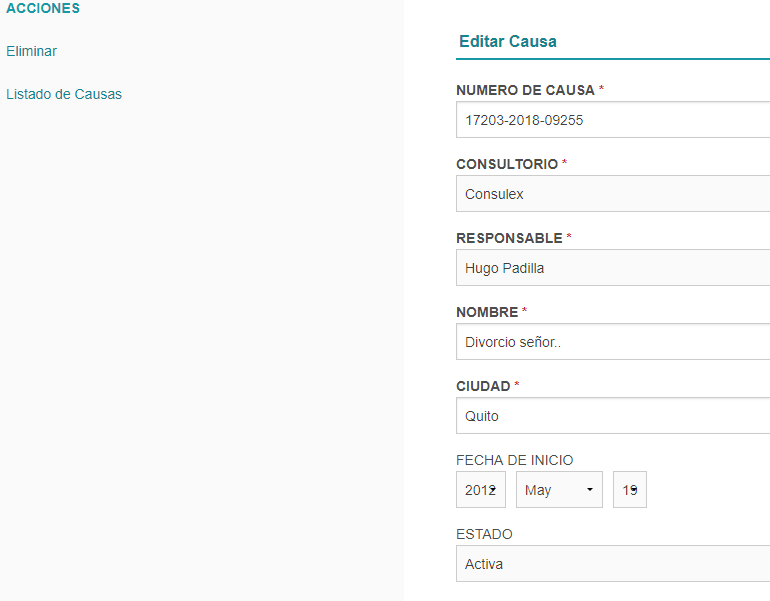 ACCIONES
Eliminar
Listado de Causas
Editar Causa
NUMERO DE CAUSA *
17203-2018-09255
CONSULTORIO *
Consulex
RESPONSABLE *
Hugo Padilla
NOMBRE *
Divorcio señor..
CIUDAD *
Quito
FECHA DE INICIO
2012 May 19
ESTADO
Activa